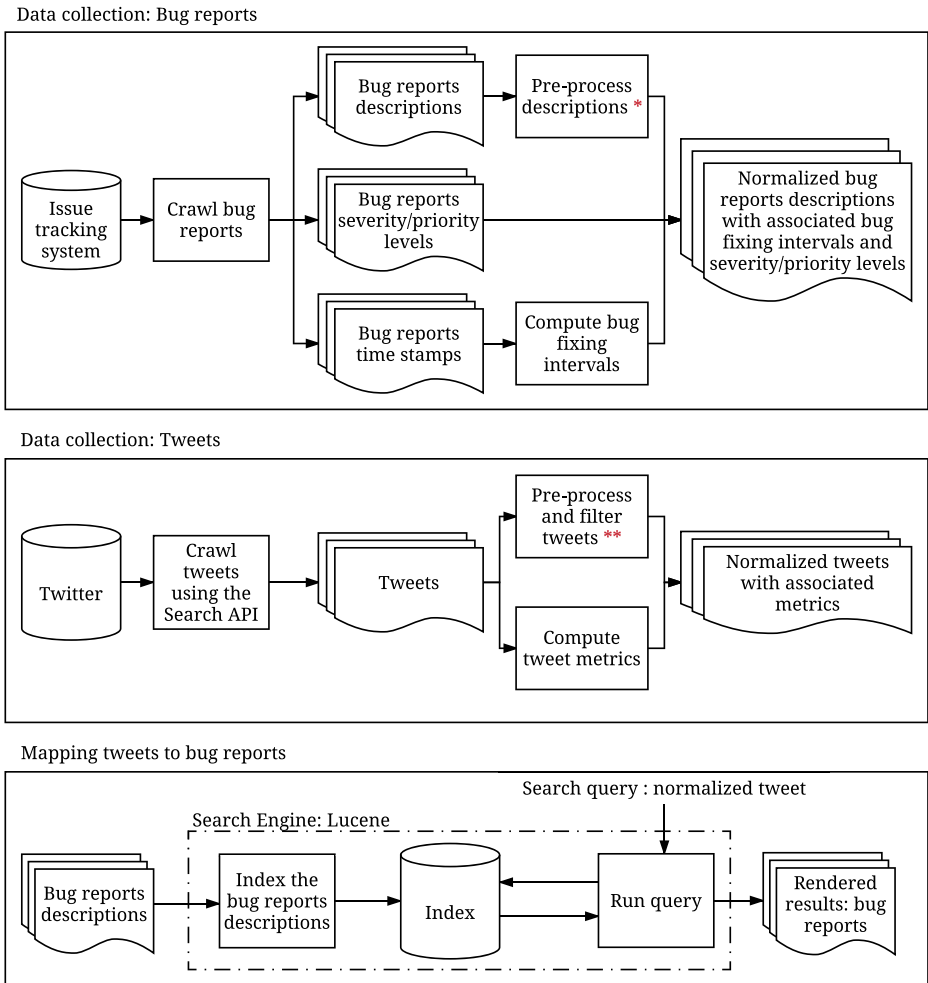 Data collection: Bug reports
Bug reports
descriptions
Pre-process
descriptions *
Issue
tracking
system
Crawl bug
reports
Bug reports
severity/priority
levels
Normalized bug
reports descriptions
with associated bug
fixing intervals and
severity/priority levels
Bug reports
time stamps
Compute bug
fixing
intervals
Data collection: Tweets
Twitter
Crawl
tweets
using the
Search API
Tweets
Pre-process
and filter
tweets **
Compute
tweet metrics
Normalized tweets
with associated
metrics
Mapping tweets to bug reports
Search query : normalized tweet
Search Engine: Lucene
Bug reports
descriptions
Index the
bug reports
descriptions
Index
Run query
Rendered
results: bug
reports